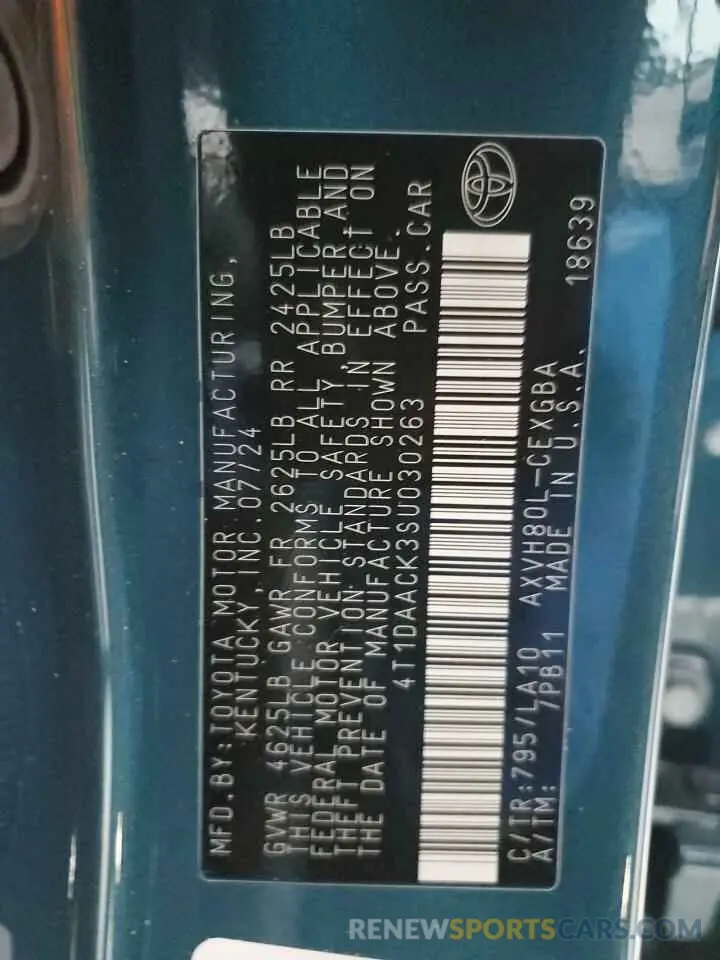 MFD.BY:TOYOTA MOTOR MANUFACTURING,
KENTUCKY,INC.07/24
GVWR 4625LB GAWR FR 2625LB RR 2425LB
THIS VEHICLE CONFORMS TO ALL APPLICABLE
FEDERAL MOTOR VEHICLE SAFETY, BUMPER AND
THEFT PREVENTION STANDARDS IN EFFECT ON
THE DATE OF MANUFACTURE SHOWN ABOVE.
4T1DAACK3SU030263 PASS.CAR
C/TR:795/LA10 AXVH80L-CEXGBA
A/TM: /PB11 MADE IN U.S.A. 18639
RENEWSPORTSCARS.COM